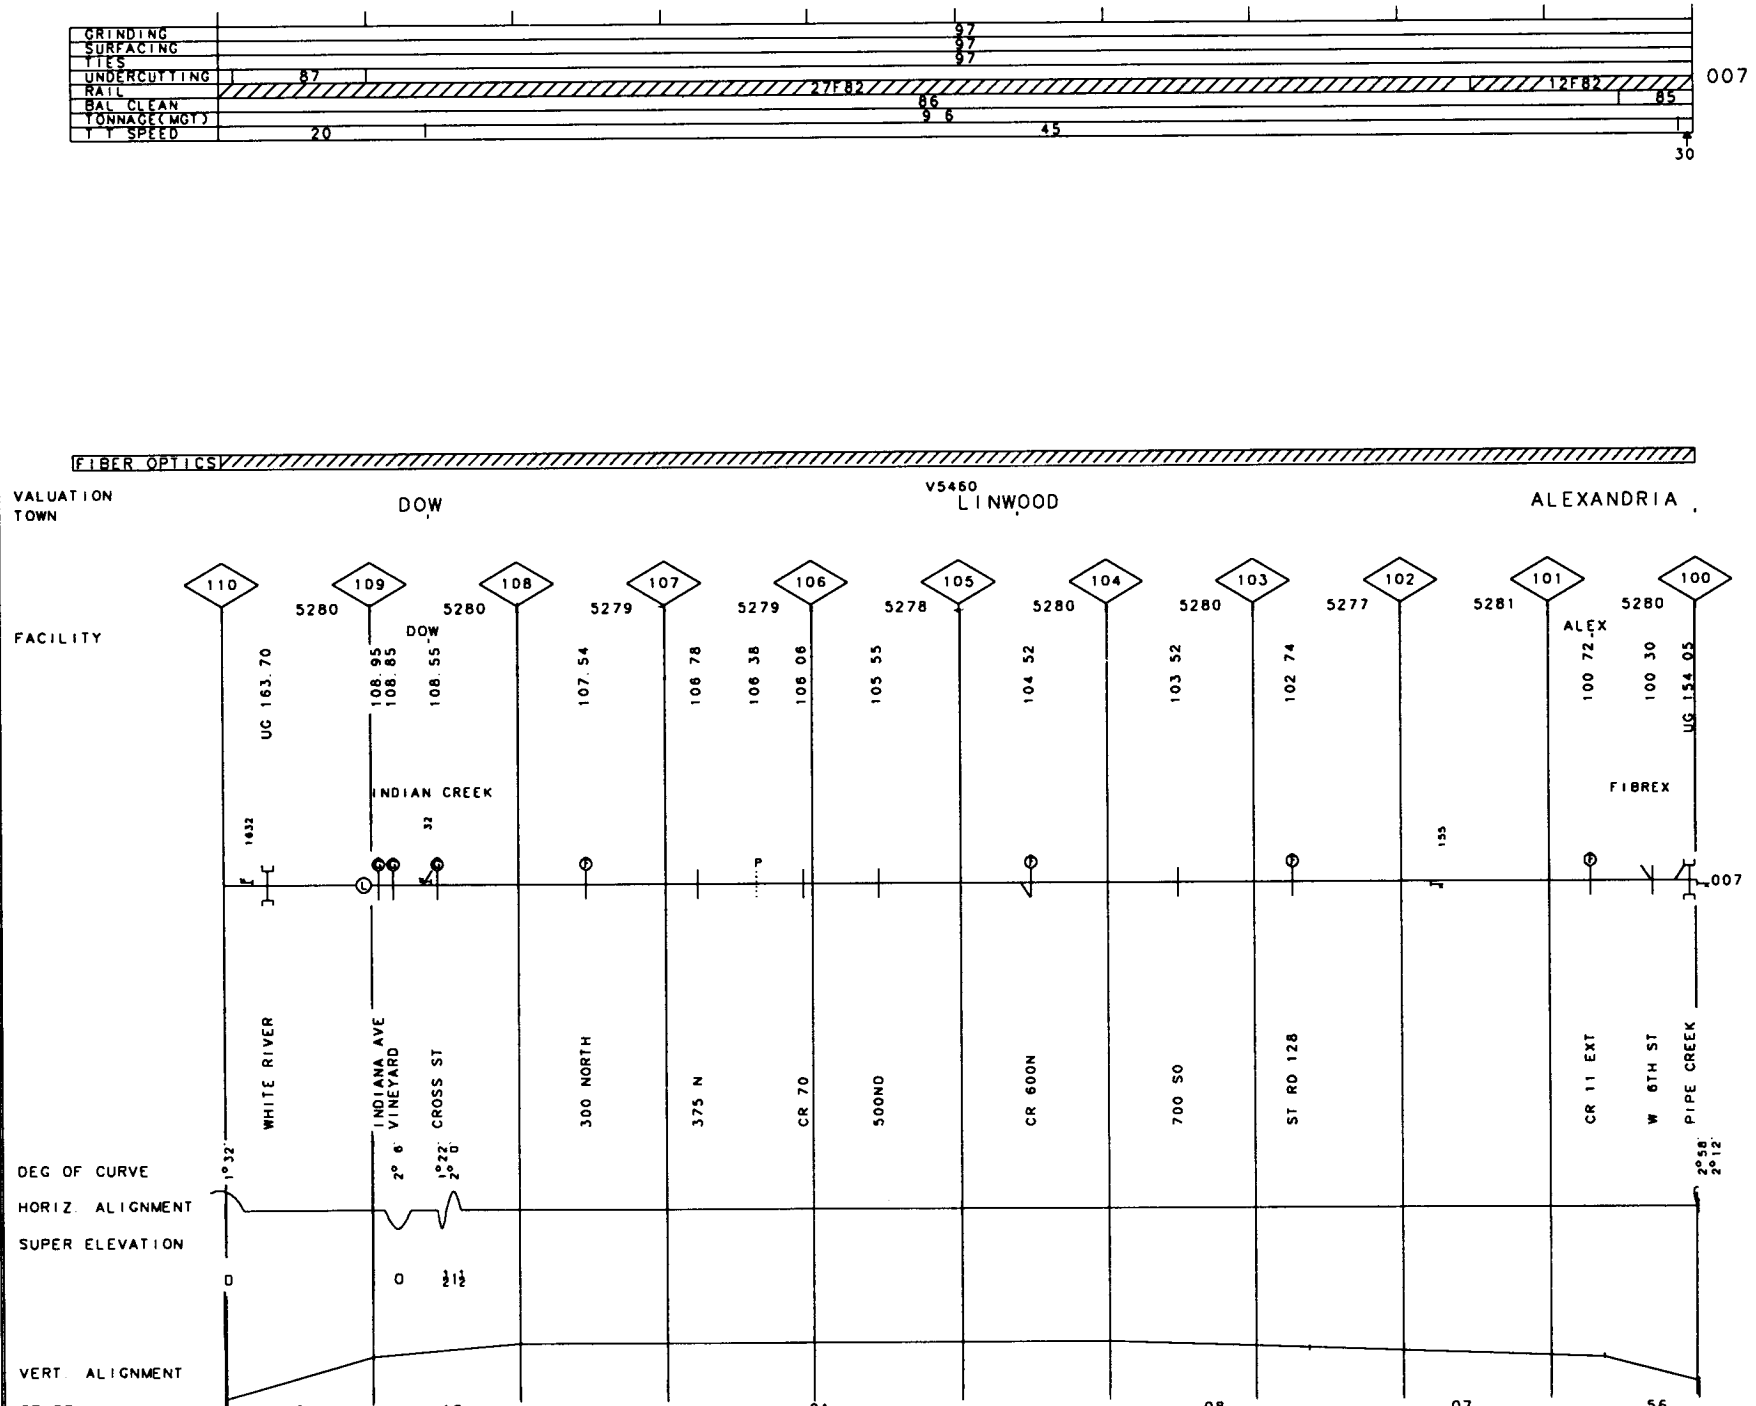 GRINDING 97
SURFACING 97
TIES 97
UNDERCUTTING 87
RAIL 27F82 12F82
007
BAL CLEAN 86 85
TONNAGE(MGT) 9 6
T T SPEED 20 45
30
FIBER OPTICS
VALUATION V5460
TOWN DOW LINWOOD ALEXANDRIA
110 109 108 107 106 105 104 103 102 101 100
5280 5280 5279 5279 5278 5280 5280 5277 5281 5280
FACILITY DOW ALEX
UG 163.70 108.95 108.85 108.55 107.54 106 78 106 38 106 06 105 55 104 52 103 52 102 74 100 72 100 30 UG 154 05
INDIAN CREEK FIBREX
1632 32 155
L G G G F P F F F 007
WHITE RIVER INDIANA AVE VINEYARD CROSS ST 300 NORTH 375 N CR 70 500ND CR 600N 700 SO ST RD 128 CR 11 EXT W 6TH ST PIPE CREEK
DEG OF CURVE 1°32' 2° 6' 1°22' 2° 0' 2°58' 2°12'
HORIZ. ALIGNMENT
SUPER ELEVATION
0 0 ½ 1½
VERT. ALIGNMENT